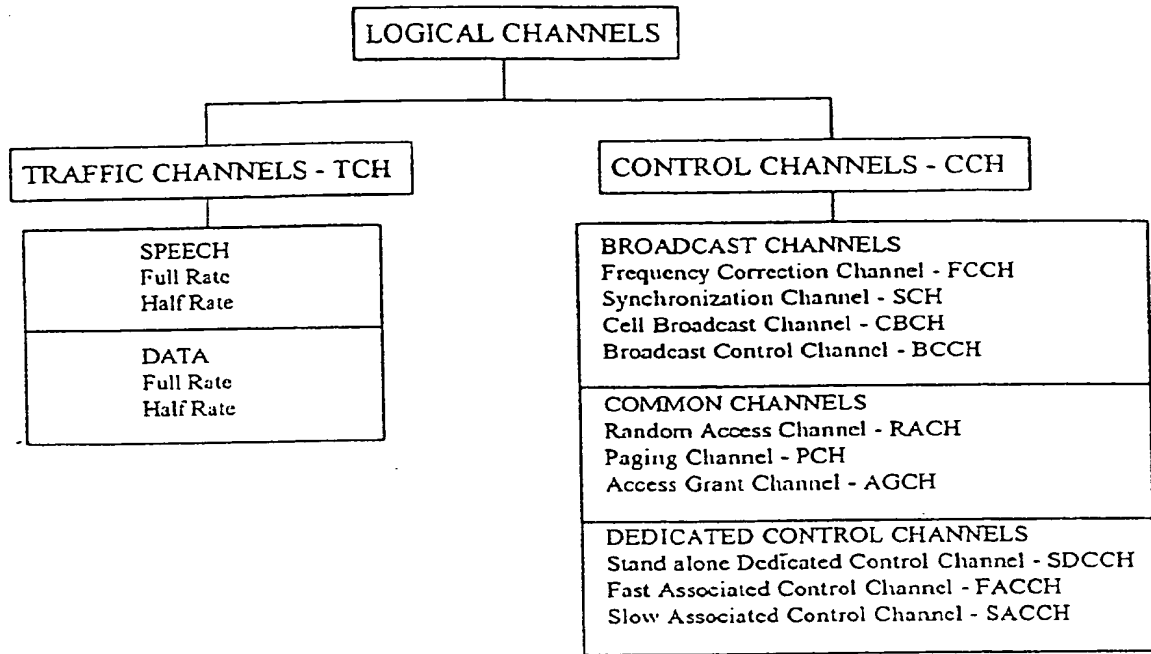 LOGICAL CHANNELS
TRAFFIC CHANNELS - TCH
SPEECH
Full Rate
Half Rate
DATA
Full Rate
Half Rate
CONTROL CHANNELS - CCH
BROADCAST CHANNELS
Frequency Correction Channel - FCCH
Synchronization Channel - SCH
Cell Broadcast Channel - CBCH
Broadcast Control Channel - BCCH
COMMON CHANNELS
Random Access Channel - RACH
Paging Channel - PCH
Access Grant Channel - AGCH
DEDICATED CONTROL CHANNELS
Stand alone Dedicated Control Channel - SDCCH
Fast Associated Control Channel - FACCH
Slow Associated Control Channel - SACCH